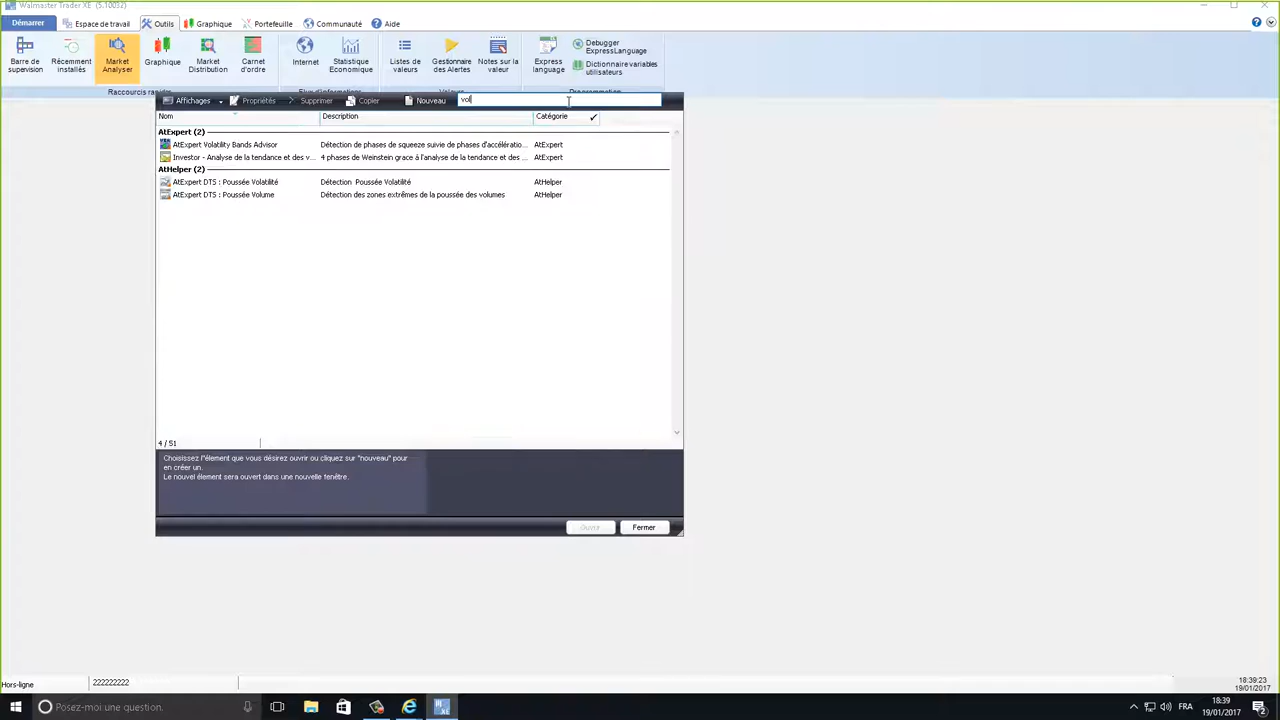 Walmaster Trader XE (5.10032)
Démarrer Espace de travail Outils Graphique Portefeuille Communauté Aide
Barre de supervision
Récemment installés
Market Analyser
Graphique
Market Distribution
Carnet d'ordre
Internet
Statistique Economique
Listes de valeurs
Gestionnaire des Alertes
Notes sur la valeur
Express language
Debugger ExpressLanguage
Dictionnaire variables utilisateurs
Affichages Propriétés Supprimer Copier Nouveau vol
Nom Description Catégorie
AtExpert (2)
AtExpert Volatility Bands Advisor Détection de phases de squeeze suivie de phases d'accélératio... AtExpert
Investor - Analyse de la tendance et des v... 4 phases de Weinstein grace à l'analyse de la tendance et des ... AtExpert
AtHelper (2)
AtExpert DTS : Poussée Volatilité Détection Poussée Volatilité AtHelper
AtExpert DTS : Poussée Volume Détection des zones extrêmes de la poussée des volumes AtHelper
4 / 51
Choisissez l'élement que vous désirez ouvrir ou cliquez sur "nouveau" pour
en créer un.
Le nouvel élement sera ouvert dans une nouvelle fenêtre.
Ouvrir Fermer
Hors-ligne 222222222
18:39:23
19/01/2017
Posez-moi une question.
FRA
18:39
19/01/2017